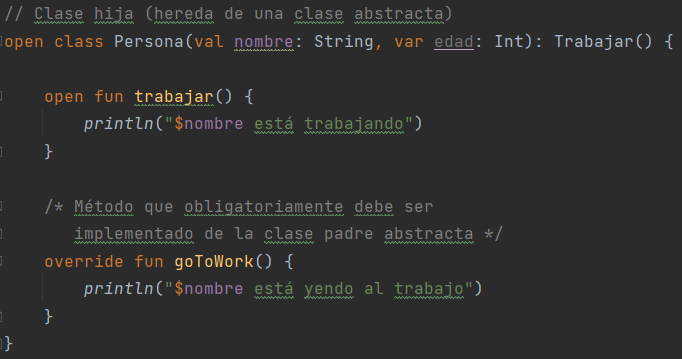 // Clase hija (hereda de una clase abstracta)
open class Persona(val nombre: String, var edad: Int): Trabajar() {
open fun trabajar() {
println("$nombre está trabajando")
}
/* Método que obligatoriamente debe ser
implementado de la clase padre abstracta */
override fun goToWork() {
println("$nombre está yendo al trabajo")
}
}